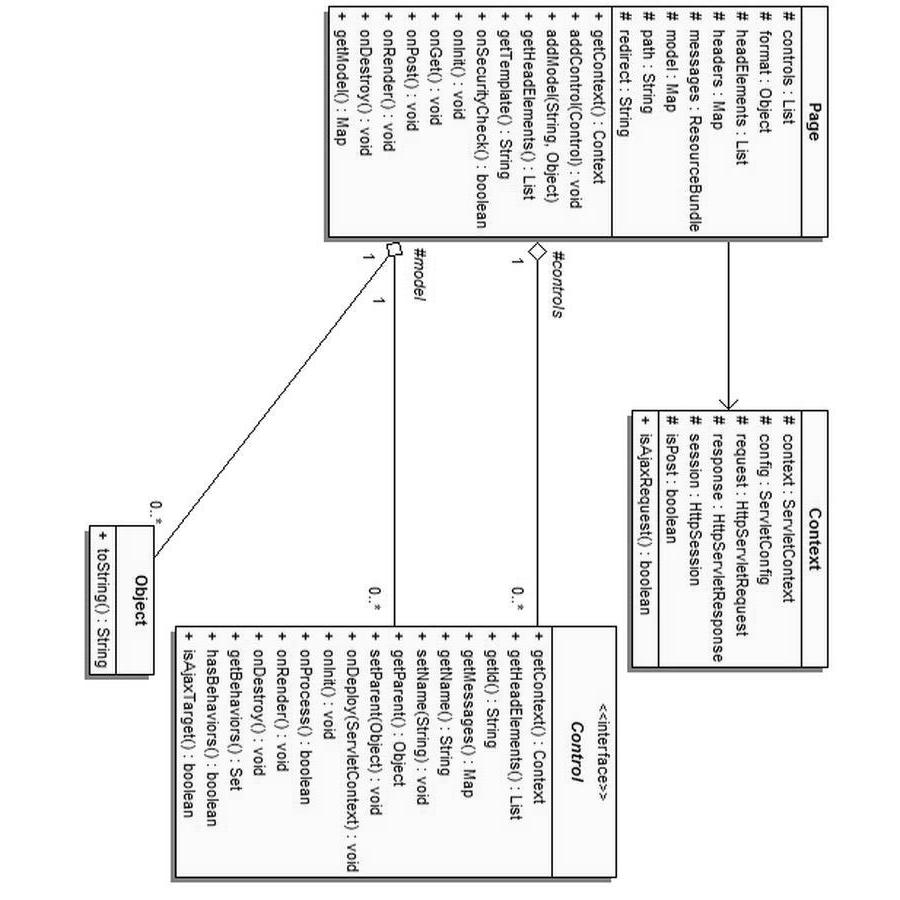 Page
# controls : List
# format : Object
# headElements : List
# headers : Map
# messages : ResourceBundle
# model : Map
# path : String
# redirect : String
+ getContext() : Context
+ addControl(Control) : void
+ addModel(String, Object)
+ getHeadElements() : List
+ getTemplate() : String
+ onSecurityCheck() : boolean
+ onInit() : void
+ onGet() : void
+ onPost() : void
+ onRender() : void
+ onDestroy() : void
+ getModel() : Map
#controls
1
0..*
#model
1
1
0..*
0..*
Context
# context : ServletContext
# config : ServletConfig
# request : HttpServletRequest
# response : HttpServletResponse
# session : HttpSession
# isPost : boolean
+ isAjaxRequest() : boolean
<<interface>>
Control
+ getContext() : Context
+ getHeadElements() : List
+ getId() : String
+ getMessages() : Map
+ getName() : String
+ setName(String) : void
+ getParent() : Object
+ setParent(Object) : void
+ onDeploy(ServletContext) : void
+ onInit() : void
+ onProcess() : boolean
+ onRender() : void
+ onDestroy() : void
+ getBehaviors() : Set
+ hasBehaviors() : boolean
+ isAjaxTarget() : boolean
Object
+ toString() : String